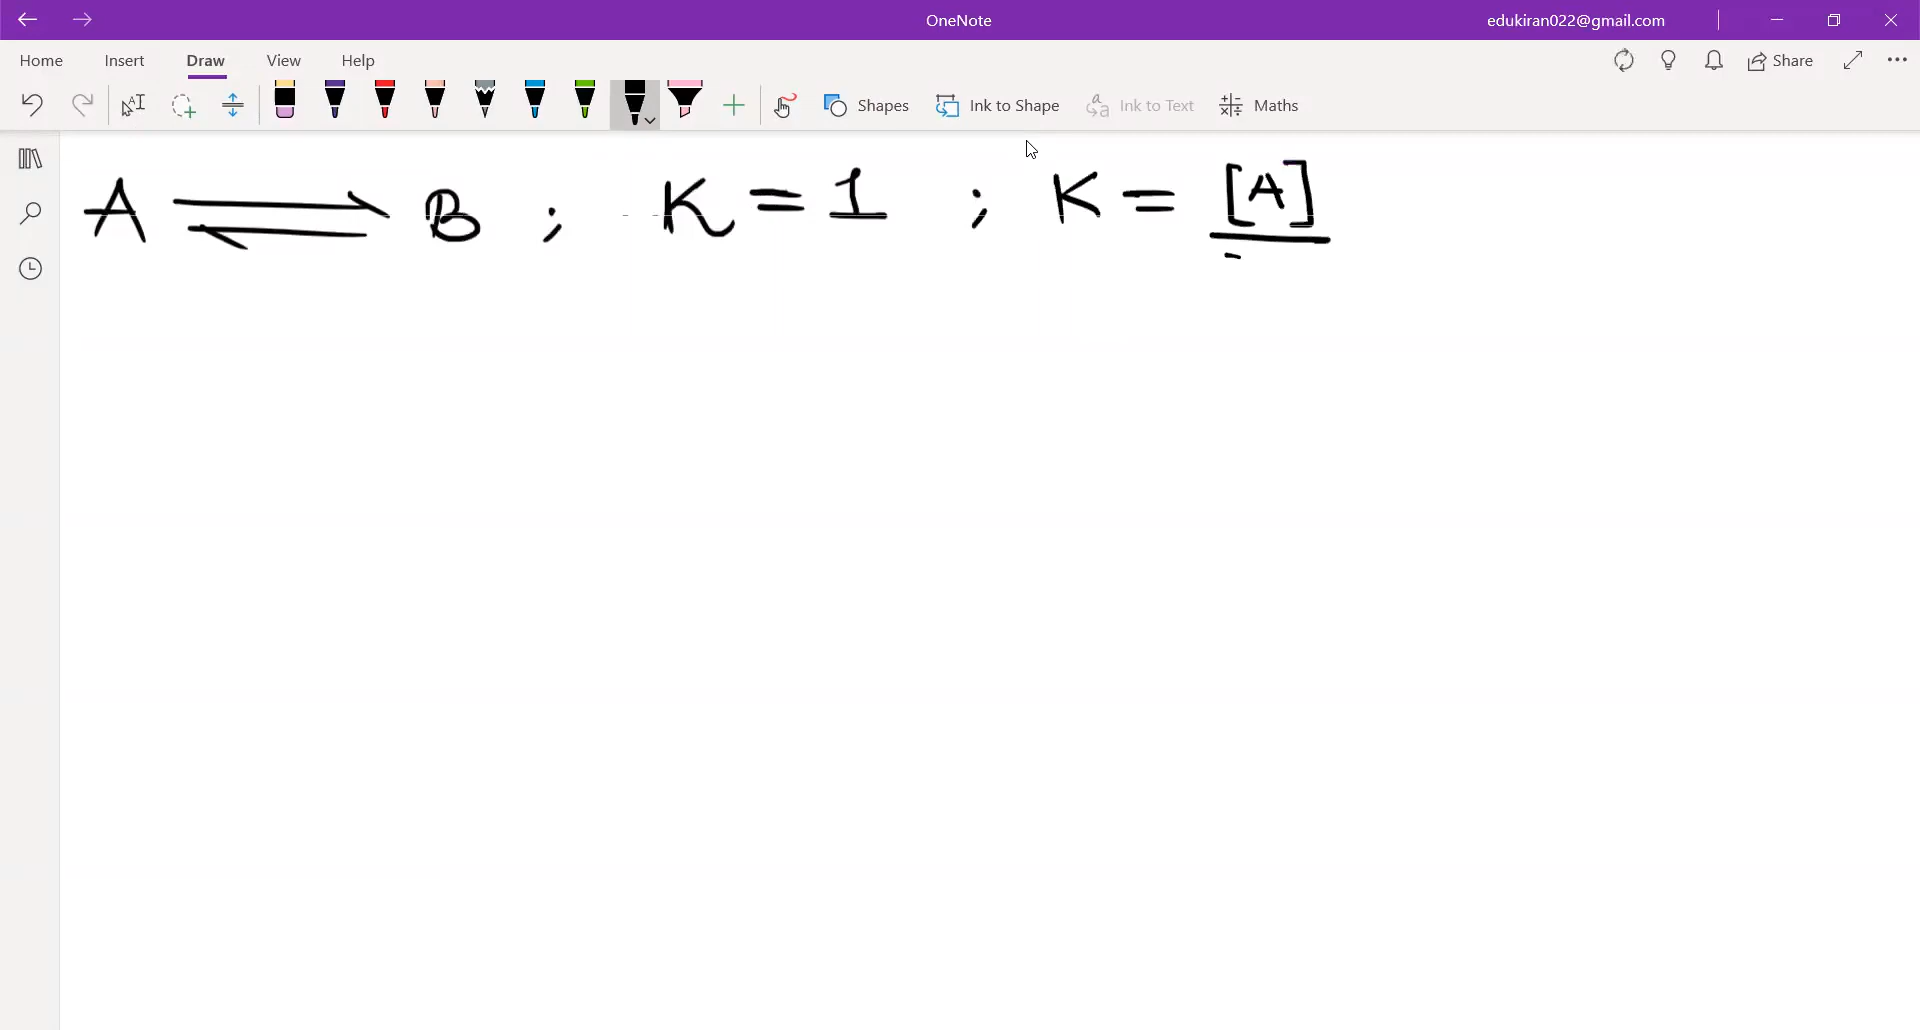 OneNote
edukiran022@gmail.com
Home Insert Draw View Help
Share
Shapes Ink to Shape Ink to Text Maths
A ⇌ B ; K = 1 ; K = [A]